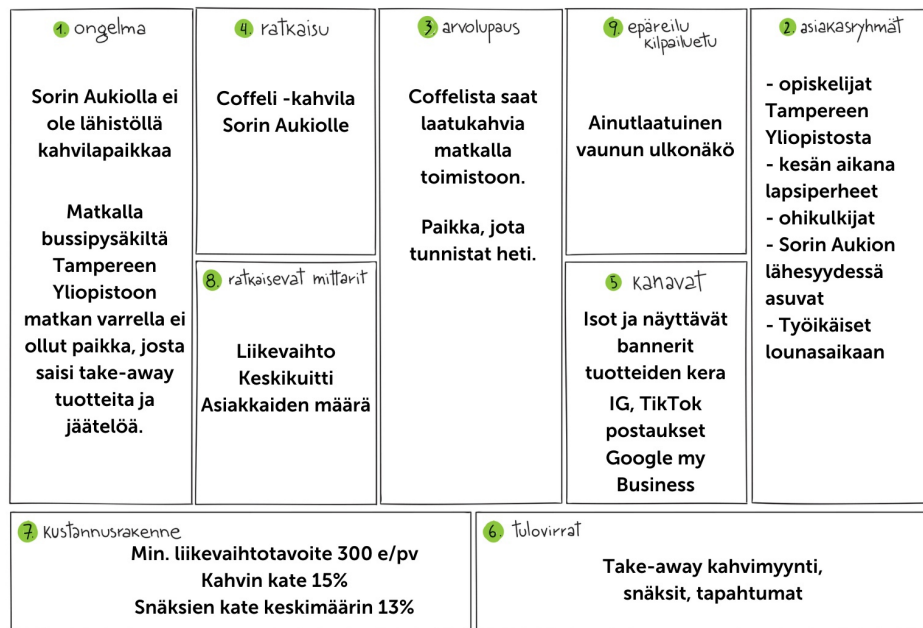 1. ongelma
Sorin Aukiolla ei
ole lähistöllä
kahvilapaikkaa
Matkalla
bussipysäkiltä
Tampereen
Yliopistoon
matkan varrella ei
ollut paikka, josta
saisi take-away
tuotteita ja
jäätelöä.
4. ratkaisu
Coffeli -kahvila
Sorin Aukiolle
8. ratkaisevat mittarit
Liikevaihto
Keskikuitti
Asiakkaiden määrä
3. arvolupaus
Coffelista saat
laatukahvia
matkalla
toimistoon.
Paikka, jota
tunnistat heti.
9. epäreilu
kilpailuetu
Ainutlaatuinen
vaunun ulkonäkö
5 kanavat
Isot ja näyttävät
bannerit
tuotteiden kera
IG, TikTok
postaukset
Google my
Business
2. asiakasryhmät
- opiskelijat
Tampereen
Yliopistosta
- kesän aikana
lapsiperheet
- ohikulkijat
- Sorin Aukion
lähesyydessä
asuvat
- Työikäiset
lounasaikaan
7. kustannusrakenne
Min. liikevaihtotavoite 300 e/pv
Kahvin kate 15%
Snäksien kate keskimäärin 13%
6. tulovirrat
Take-away kahvimyynti,
snäksit, tapahtumat